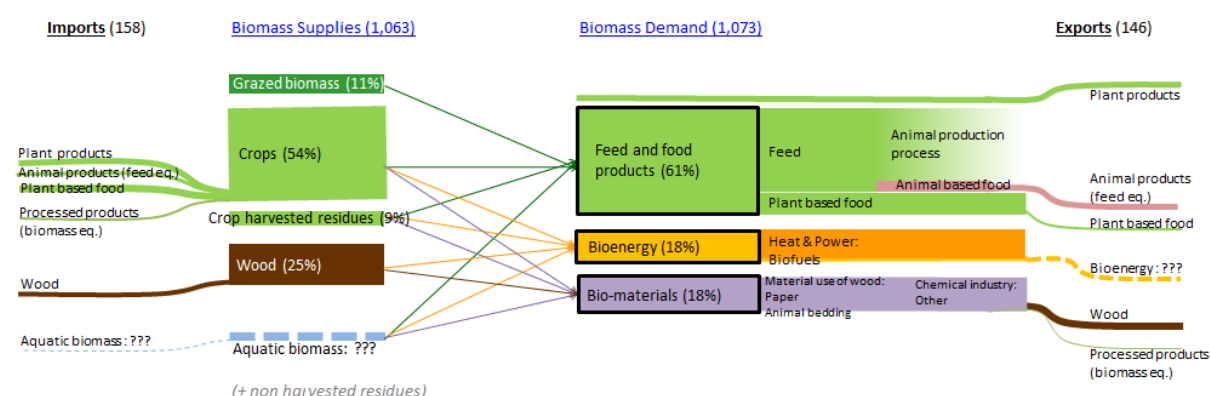 Imports (158)
Biomass Supplies (1,063)
Biomass Demand (1,073)
Exports (146)
Grazed biomass (11%)
Plant products
Crops (54%)
Feed and food
products (61%)
Feed
Animal production
process
Plant products
Animal products (feed eq.)
Plant based food
Animal based food
Animal products
(feed eq.)
Processed products
(biomass eq.)
Crop harvested residues (9%)
Plant based food
Plant based food
Bioenergy (18%)
Heat & Power:
Biofuels
Wood (25%)
Bioenergy : ???
Wood
Bio-materials (18%)
Material use of wood:
Paper
Animal bedding
Chemical industry:
Other
Wood
Aquatic biomass : ???
Aquatic biomass: ???
Processed products
(biomass eq.)
(+ non harvested residues)